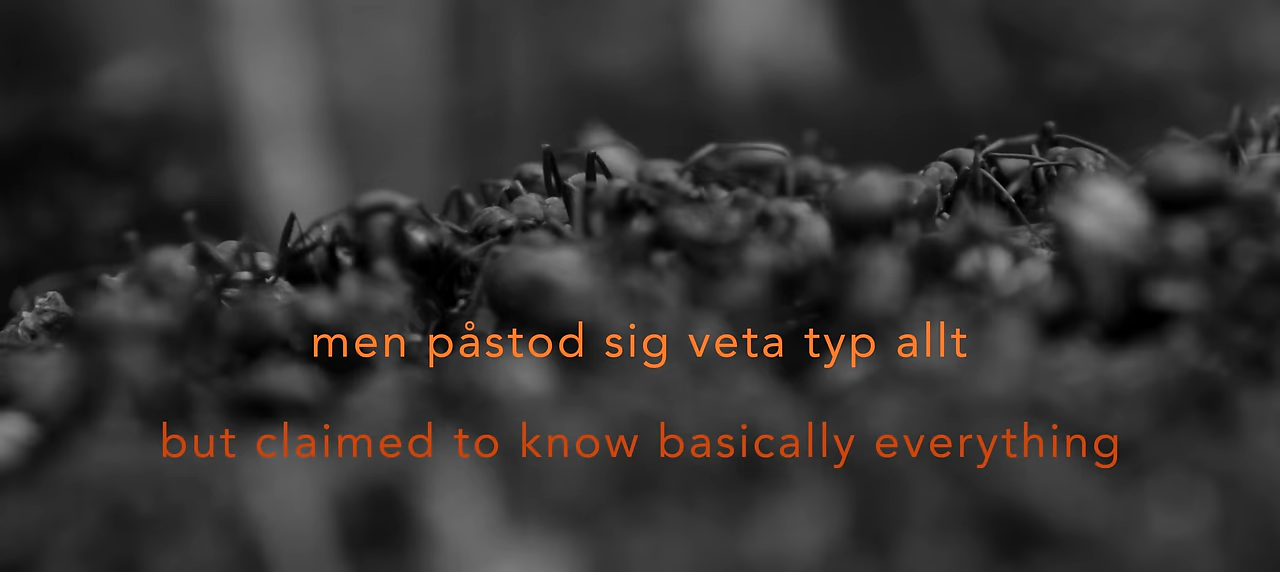 men påstod sig veta typ allt
but claimed to know basically everything